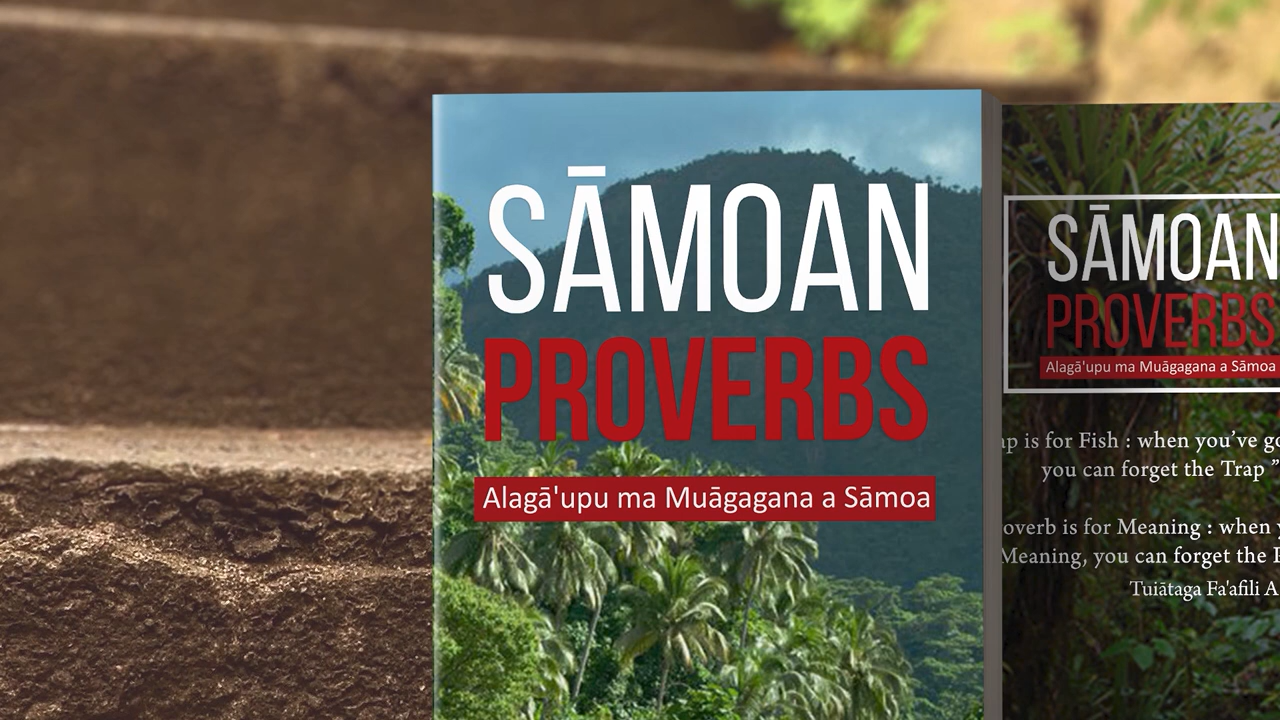 SĀMOAN
PROVERBS
Alagā'upu ma Muāgagana a Sāmoa
SĀMOAN
PROVERBS
Alagā'upu ma Muāgagana a Sāmoa
is for Fish : when you've
you can forget the Trap ”
is for Meaning : when
Meaning, you can forget the
Tuiātaga Fa'afili A